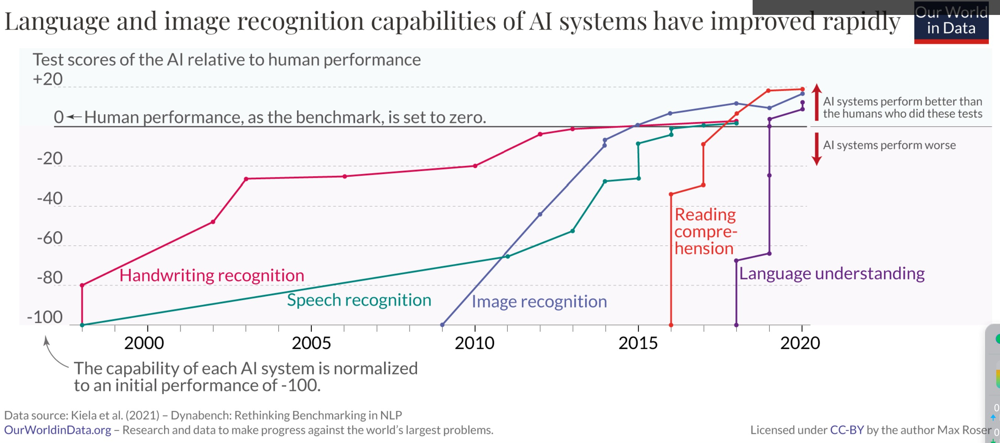 Language and image recognition capabilities of AI systems have improved rapidly
Our World
in Data
Test scores of the AI relative to human performance
+20
0 ← Human performance, as the benchmark, is set to zero.
-20
-40
-60
-80
-100
AI systems perform better than
the humans who did these tests
AI systems perform worse
Handwriting recognition
Speech recognition
Image recognition
Reading
compre-
hension
Language understanding
2000
2005
2010
2015
2020
The capability of each AI system is normalized
to an initial performance of -100.
Data source: Kiela et al. (2021) – Dynabench: Rethinking Benchmarking in NLP
OurWorldinData.org – Research and data to make progress against the world's largest problems.
Licensed under CC-BY by the author Max Roser
0
0